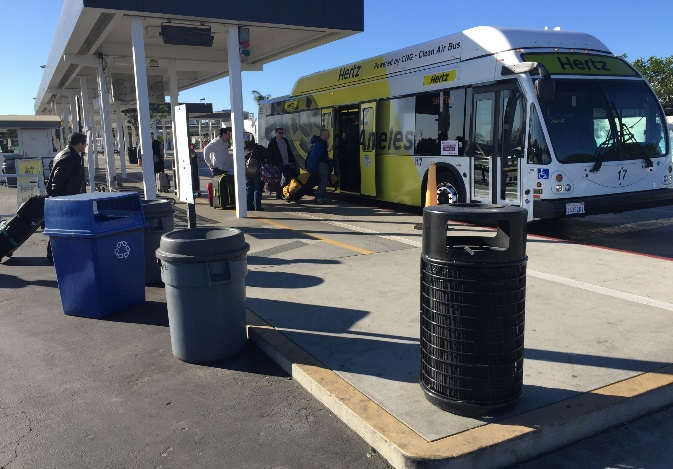 Hertz
Powered by CNG - Clean Air Bus
Hertz
Hertz
Angeles
17